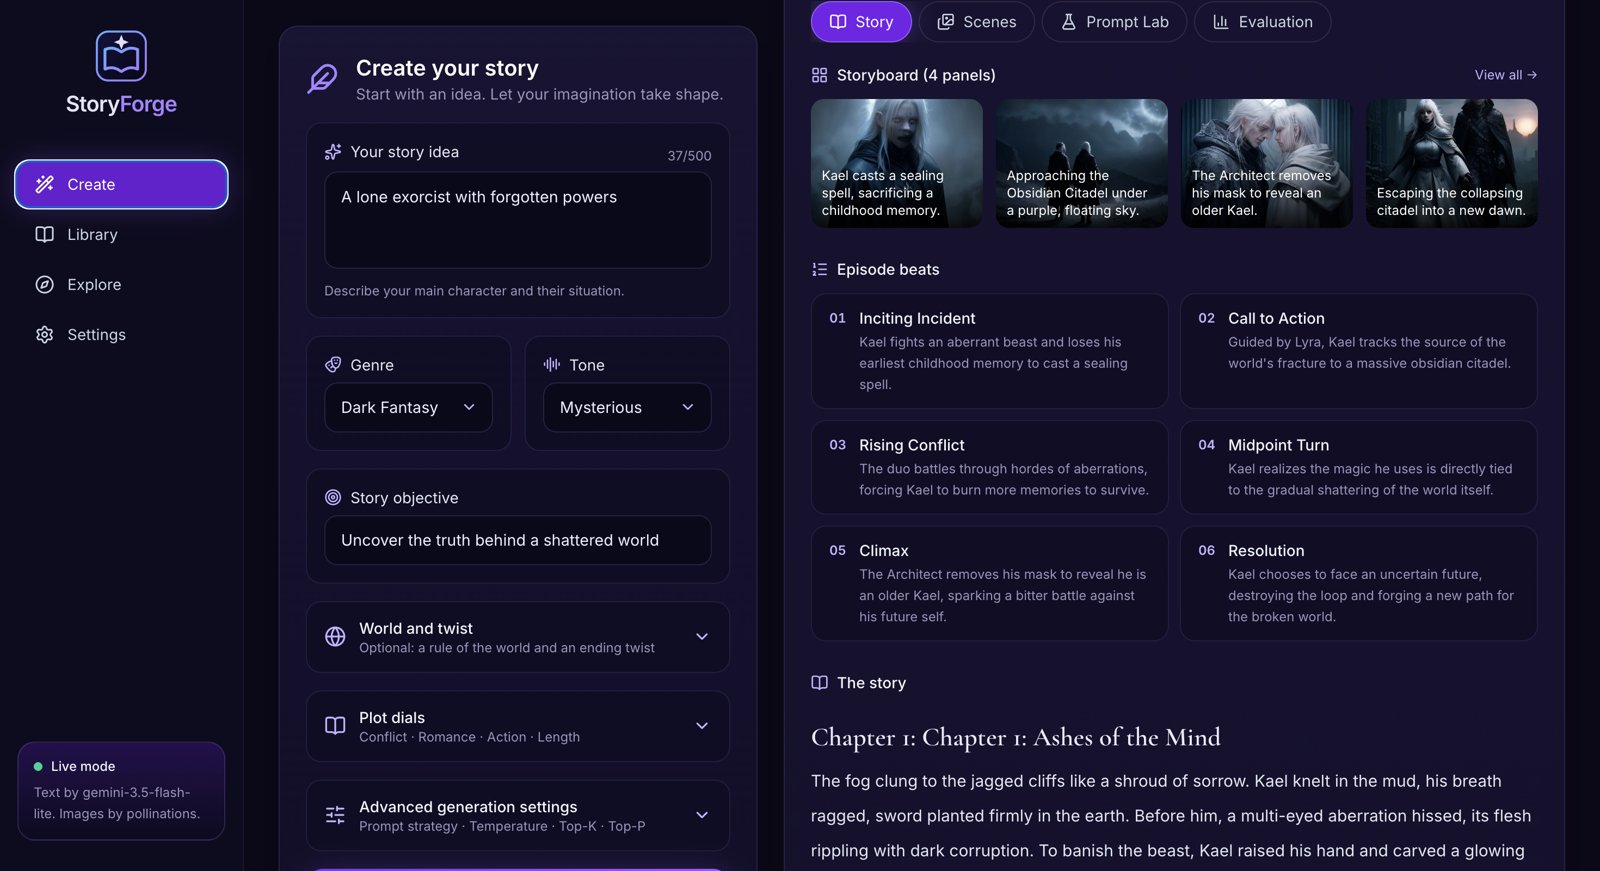 StoryForge
Create
Library
Explore
Settings
Live mode
Text by gemini-3.5-flash-
lite. Images by pollinations.
Create your story
Start with an idea. Let your imagination take shape.
Your story idea
37/500
A lone exorcist with forgotten powers
Describe your main character and their situation.
Genre
Dark Fantasy
Tone
Mysterious
Story objective
Uncover the truth behind a shattered world
World and twist
Optional: a rule of the world and an ending twist
Plot dials
Conflict · Romance · Action · Length
Advanced generation settings
Prompt strategy · Temperature · Top-K · Top-P
Story
Scenes
Prompt Lab
Evaluation
Storyboard (4 panels)
View all →
Kael casts a sealing
spell, sacrificing a
childhood memory.
Approaching the
Obsidian Citadel under
a purple, floating sky.
The Architect removes
his mask to reveal an
older Kael.
Escaping the collapsing
citadel into a new dawn.
Episode beats
01 Inciting Incident
Kael fights an aberrant beast and loses his
earliest childhood memory to cast a sealing
spell.
02 Call to Action
Guided by Lyra, Kael tracks the source of the
world's fracture to a massive obsidian citadel.
03 Rising Conflict
The duo battles through hordes of aberrations,
forcing Kael to burn more memories to survive.
04 Midpoint Turn
Kael realizes the magic he uses is directly tied
to the gradual shattering of the world itself.
05 Climax
The Architect removes his mask to reveal he is
an older Kael, sparking a bitter battle against
his future self.
06 Resolution
Kael chooses to face an uncertain future,
destroying the loop and forging a new path for
the broken world.
The story
Chapter 1: Chapter 1: Ashes of the Mind
The fog clung to the jagged cliffs like a shroud of sorrow. Kael knelt in the mud, his breath
ragged, sword planted firmly in the earth. Before him, a multi-eyed aberration hissed, its flesh
rippling with dark corruption. To banish the beast, Kael raised his hand and carved a glowing